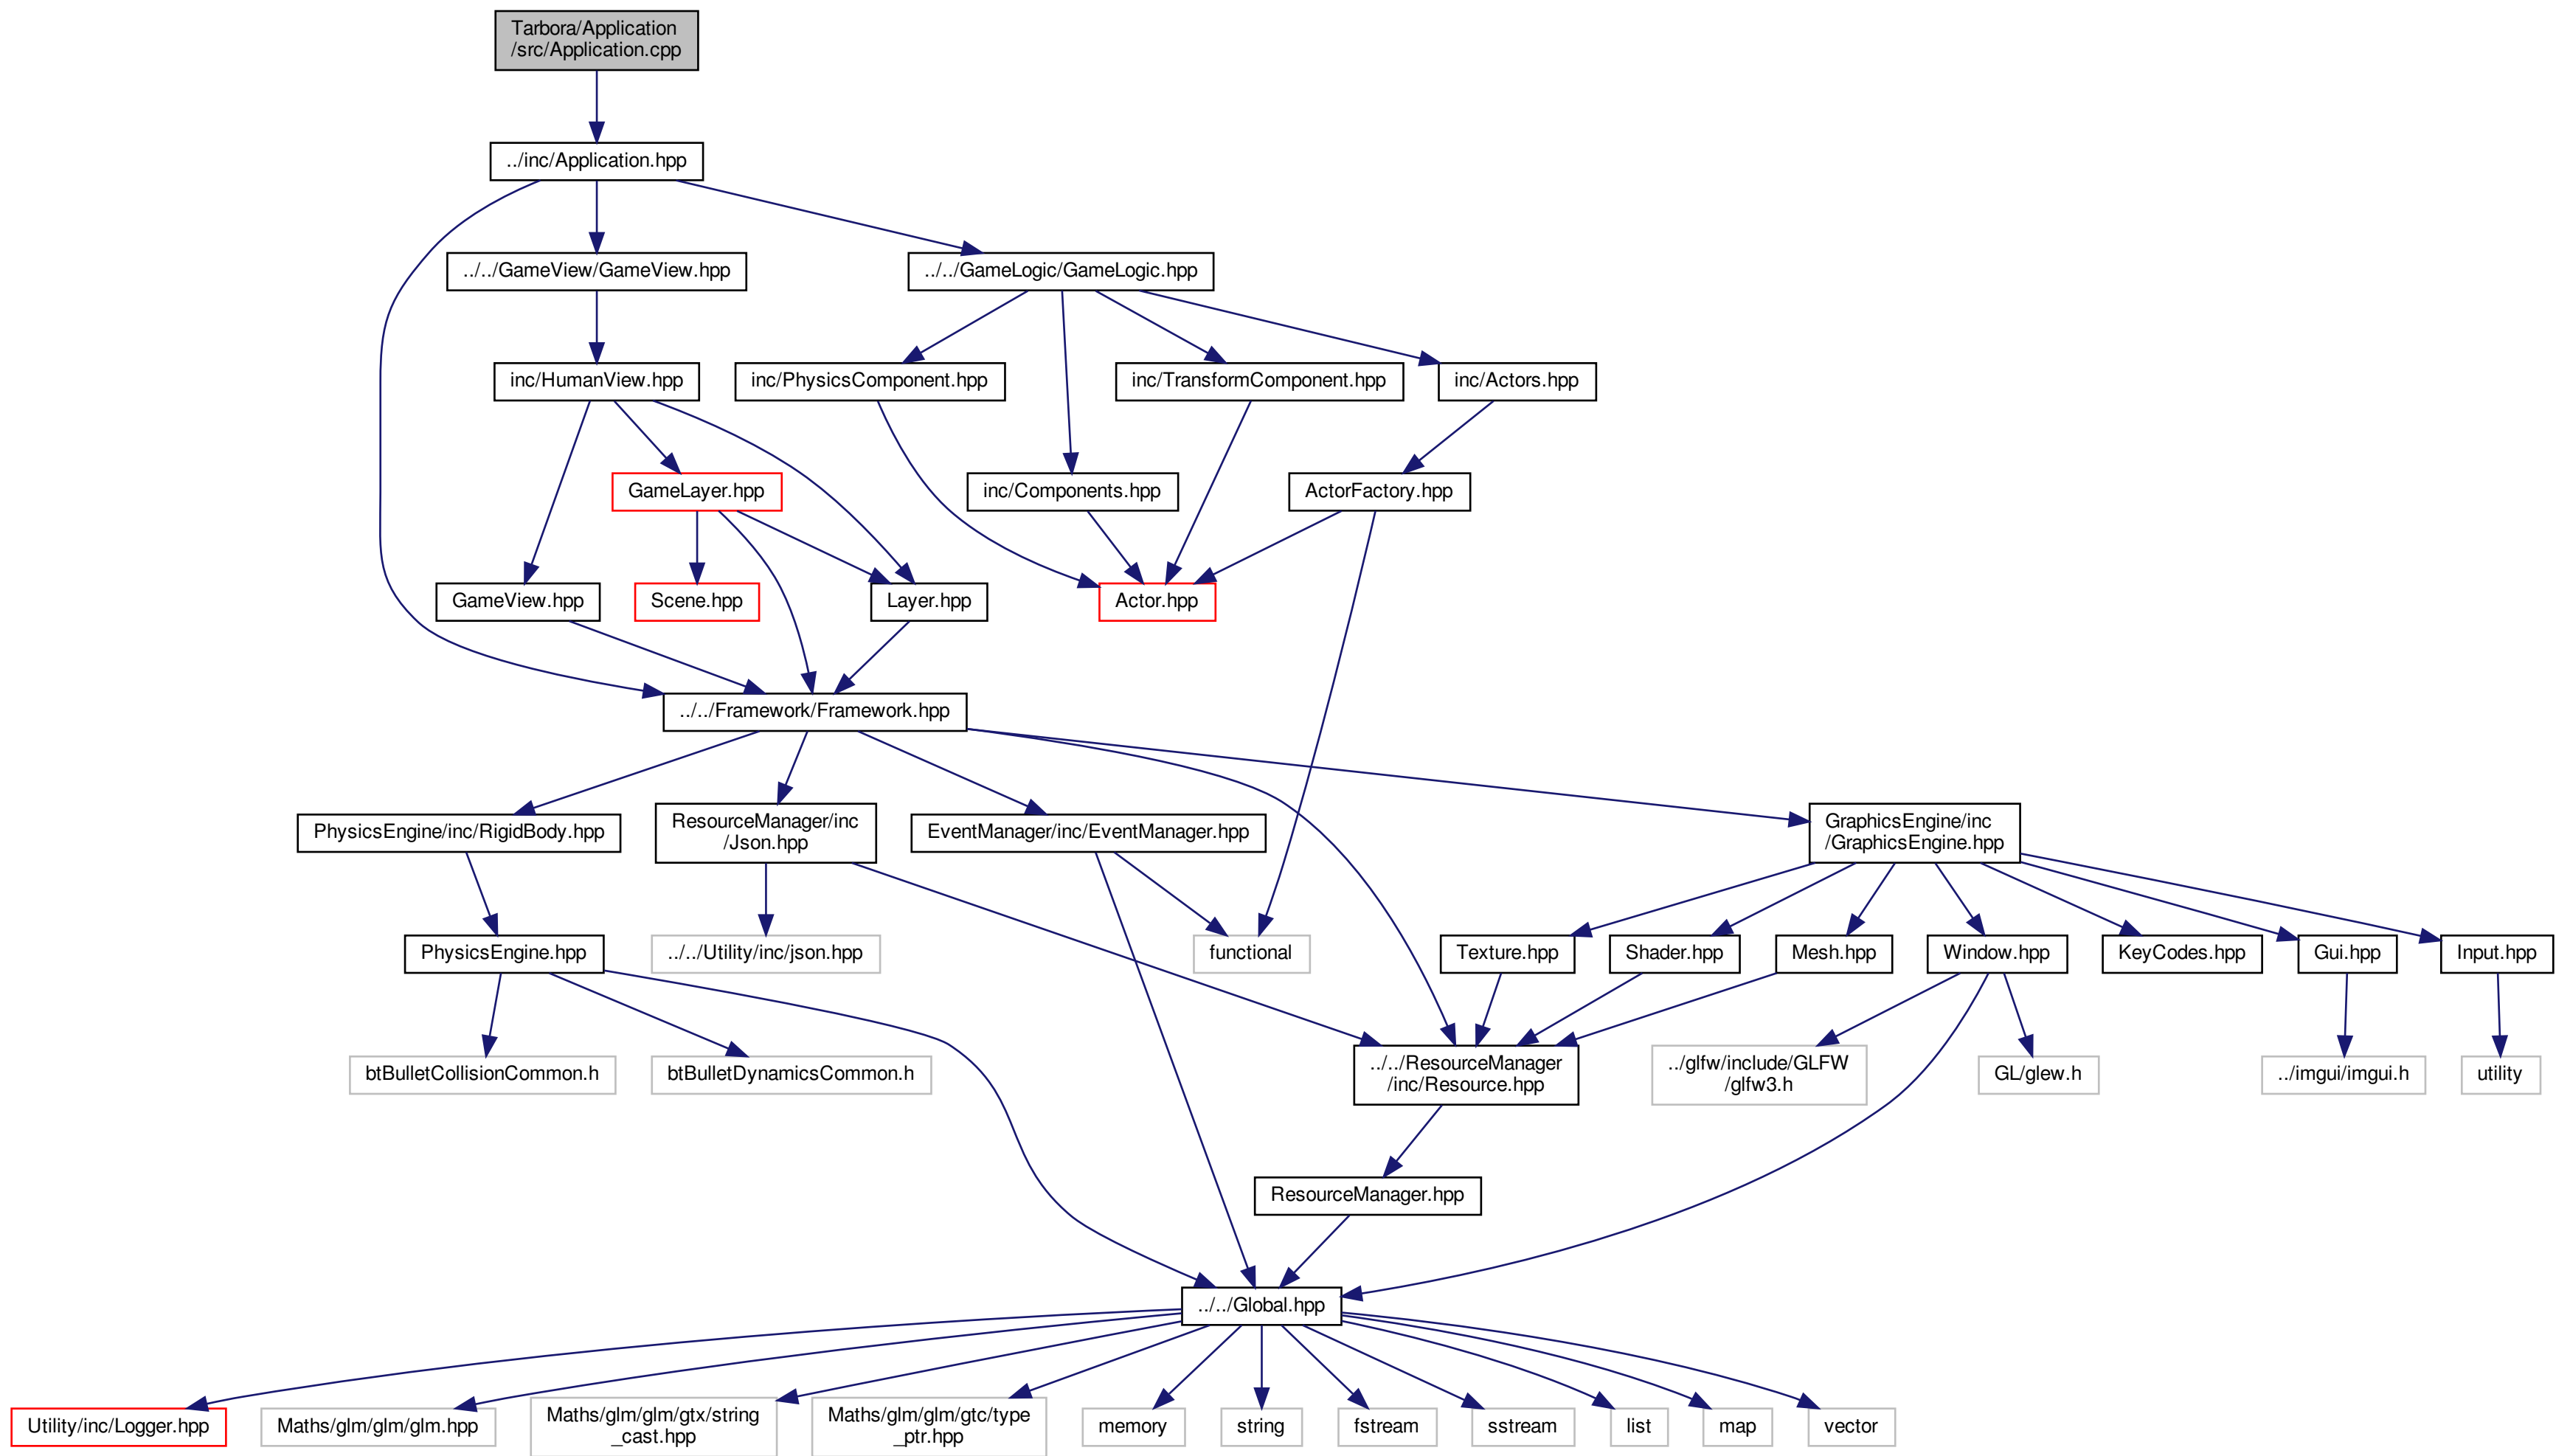 Tarbora/Application
/src/Application.cpp
../inc/Application.hpp
../../GameView/GameView.hpp
../../GameLogic/GameLogic.hpp
inc/HumanView.hpp
inc/PhysicsComponent.hpp
inc/TransformComponent.hpp
inc/Actors.hpp
GameLayer.hpp
inc/Components.hpp
ActorFactory.hpp
GameView.hpp
Scene.hpp
Layer.hpp
Actor.hpp
../../Framework/Framework.hpp
PhysicsEngine/inc/RigidBody.hpp
ResourceManager/inc
/Json.hpp
EventManager/inc/EventManager.hpp
GraphicsEngine/inc
/GraphicsEngine.hpp
PhysicsEngine.hpp
../../Utility/inc/json.hpp
functional
Texture.hpp
Shader.hpp
Mesh.hpp
Window.hpp
KeyCodes.hpp
Gui.hpp
Input.hpp
btBulletCollisionCommon.h
btBulletDynamicsCommon.h
../../ResourceManager
/inc/Resource.hpp
../glfw/include/GLFW
/glfw3.h
GL/glew.h
../imgui/imgui.h
utility
ResourceManager.hpp
../../Global.hpp
Utility/inc/Logger.hpp
Maths/glm/glm/glm.hpp
Maths/glm/glm/gtx/string
_cast.hpp
Maths/glm/glm/gtc/type
_ptr.hpp
memory
string
fstream
sstream
list
map
vector